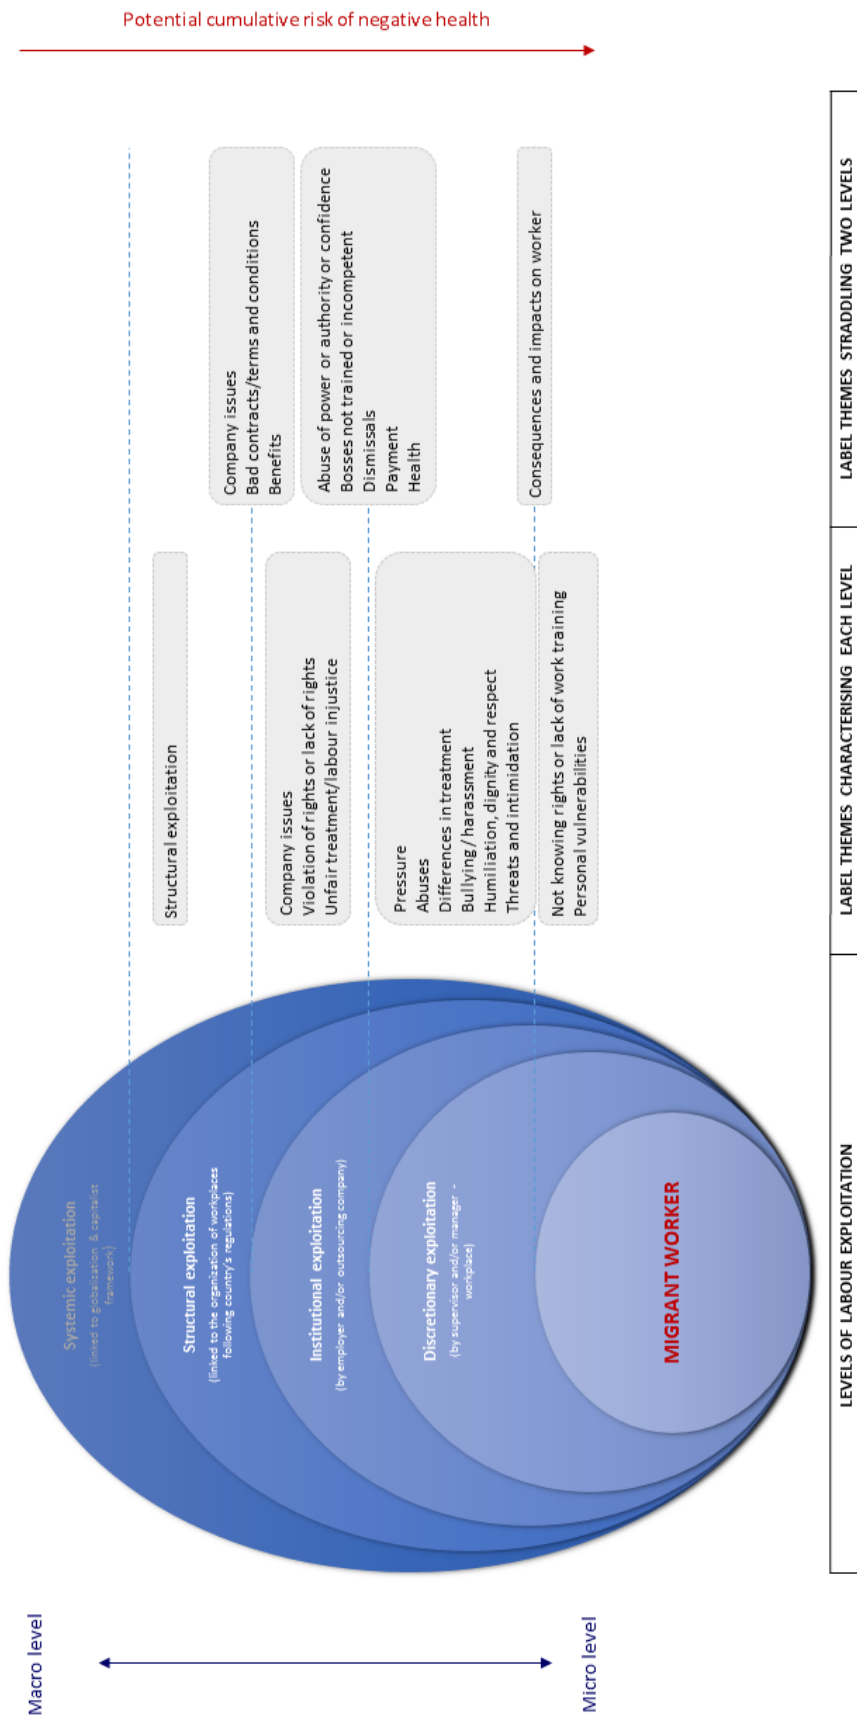 Potential cumulative risk of negative health
Macro level
Micro level
Systemic exploitation
(linked to globalization & capitalist
framework)
Structural exploitation
(linked to the organization of workplaces
following country's regulations)
Institutional exploitation
(by employer and/or outsourcing company)
Discretionary exploitation
(by supervisor and/or manager -
workplace)
MIGRANT WORKER
Structural exploitation
Company issues
Violation of rights or lack of rights
Unfair treatment/labour injustice
Pressure
Abuses
Differences in treatment
Bullying / harassment
Humiliation, dignity and respect
Threats and intimidation
Not knowing rights or lack of work training
Personal vulnerabilities
Company issues
Bad contracts/terms and conditions
Benefits
Abuse of power or authority or confidence
Bosses not trained or incompetent
Dismissals
Payment
Health
Consequences and impacts on worker
LEVELS OF LABOUR EXPLOITATION
LABEL THEMES CHARACTERISING EACH LEVEL
LABEL THEMES STRADDLING TWO LEVELS